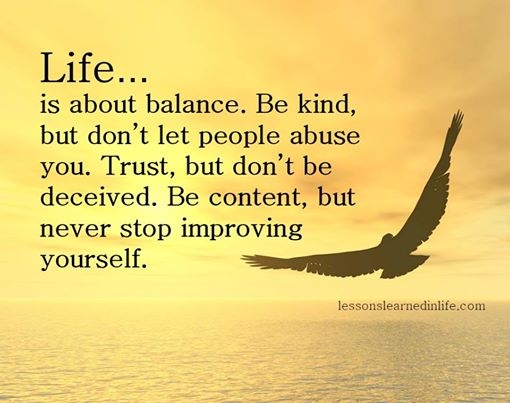 Life...
is about balance. Be kind,
but don't let people abuse
you. Trust, but don't be
deceived. Be content, but
never stop improving
yourself.
lessonslearnedinlife.com